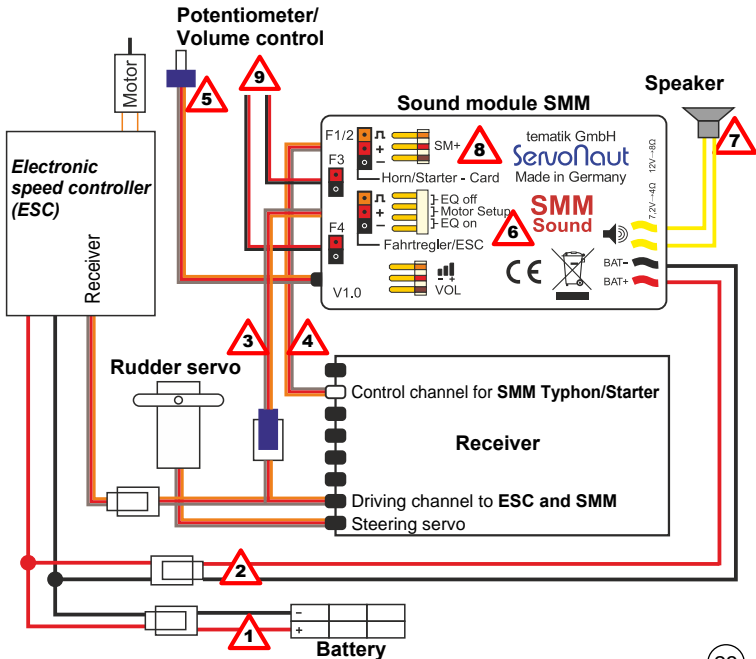 Potentiometer/
Volume control
9
5
Motor
Speaker
7
Sound module SMM
F1/2
+
−
SM+
8
F3
Horn/Starter - Card
tematik GmbH
ServoNaut
Made in Germany
12V→8Ω
7.2V→4Ω
EQ off
+
Motor Setup
−
EQ on
6
SMM
Sound
F4
Fahrtregler/ESC
CE
BAT−
BAT+
− +
VOL
V1.0
Electronic
speed controller
(ESC)
Receiver
3
4
Rudder servo
Control channel for SMM Typhon/Starter
Receiver
Driving channel to ESC and SMM
Steering servo
2
1
−
+
Battery